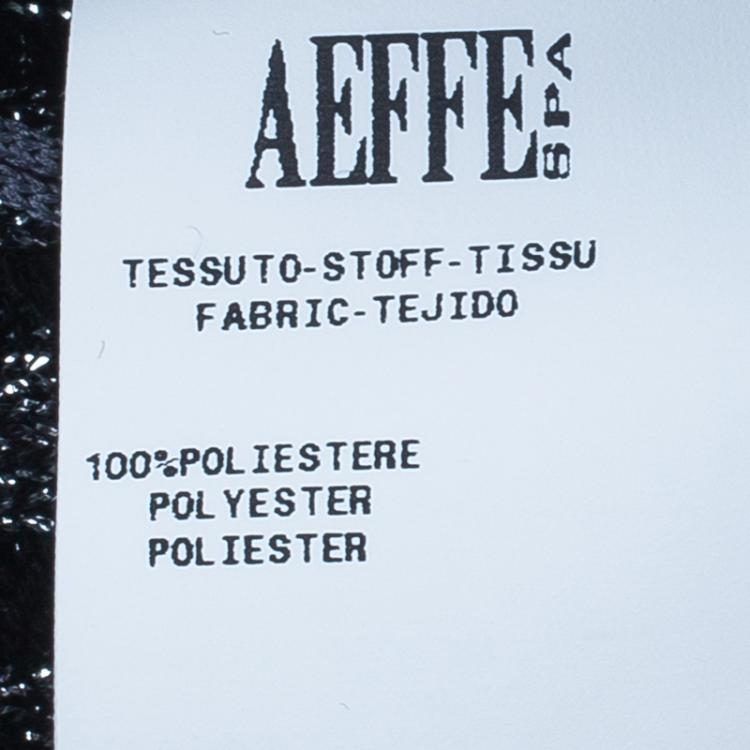 AEFFE SPA
TESSUTO-STOFF-TISSU
FABRIC-TEJIDO
100%POLIESTERE
POLYESTER
POLIESTER